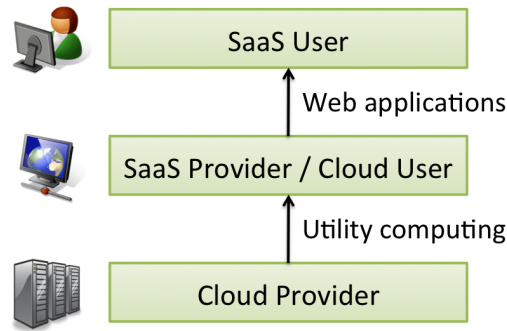 SaaS User
Web applications
SaaS Provider / Cloud User
Utility computing
Cloud Provider